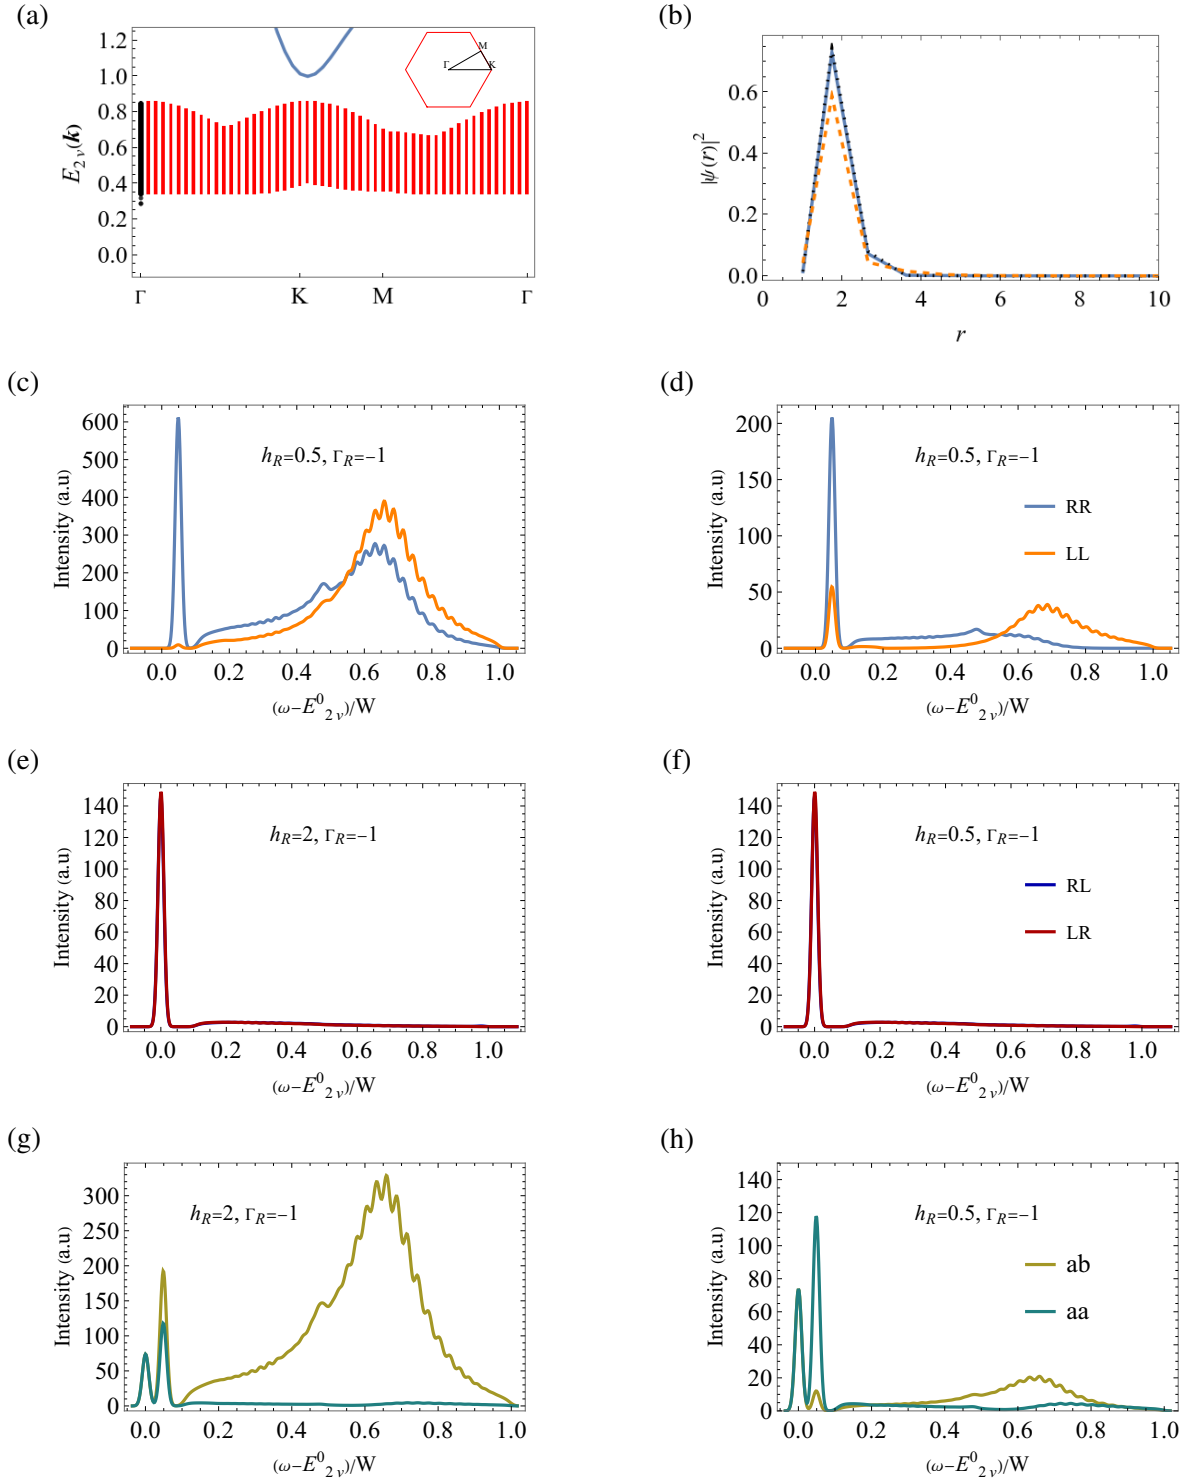 (a)
1.2
1.0
0.8
0.6
0.4
0.2
0.0
E2v(k)
Γ
K
M
Γ
M
Γ
K
(b)
0.6
0.4
0.2
0.0
|ψ(r)|²
0
2
4
6
8
10
r
(c)
600
500
400
300
200
100
0
Intensity (a.u)
hR=0.5, ΓR=−1
0.0
0.2
0.4
0.6
0.8
1.0
(ω−E⁰2v)/W
(d)
200
150
100
50
0
Intensity (a.u)
hR=0.5, ΓR=−1
RR
LL
0.0
0.2
0.4
0.6
0.8
1.0
(ω−E⁰2v)/W
(e)
140
120
100
80
60
40
20
0
Intensity (a.u)
hR=2, ΓR=−1
0.0
0.2
0.4
0.6
0.8
1.0
(ω−E⁰2v)/W
(f)
140
120
100
80
60
40
20
0
Intensity (a.u)
hR=0.5, ΓR=−1
RL
LR
0.0
0.2
0.4
0.6
0.8
1.0
(ω−E⁰2v)/W
(g)
300
250
200
150
100
50
0
Intensity (a.u)
hR=2, ΓR=−1
0.0
0.2
0.4
0.6
0.8
1.0
(ω−E⁰2v)/W
(h)
140
120
100
80
60
40
20
0
Intensity (a.u)
hR=0.5, ΓR=−1
ab
aa
0.0
0.2
0.4
0.6
0.8
1.0
(ω−E⁰2v)/W